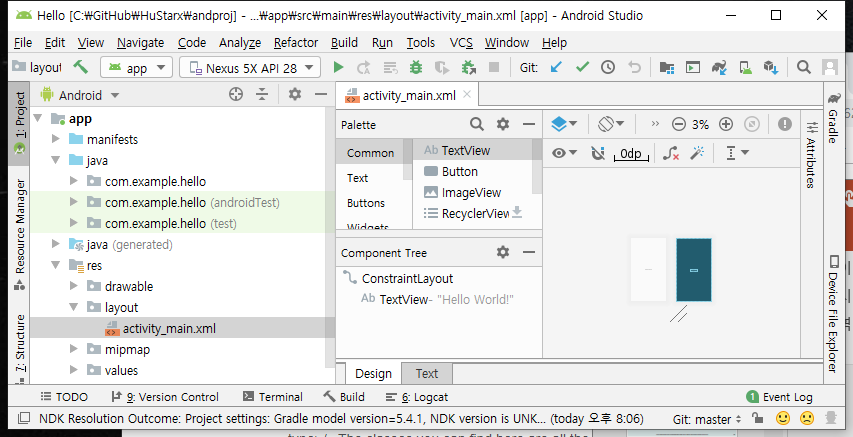 Hello [C:₩GitHub₩HuStarx₩andproj] - ...₩app₩src₩main₩res₩layout₩activity_main.xml [app] - Android Studio
File Edit View Navigate Code Analyze Refactor Build Run Tools VCS Window Help
layout app Nexus 5X API 28 Git:
1: Project Android activity_main.xml Gradle
app
Palette 3%
manifests Common Ab TextView
java Text Button 0dp Attributes
com.example.hello Buttons ImageView
com.example.hello (androidTest) Widgets RecyclerView
com.example.hello (test)
Resource Manager
java (generated) Component Tree
res ConstraintLayout
drawable Ab TextView- "Hello World!"
layout
activity_main.xml
Device File Explorer
7: Structure
mipmap
values Design Text
TODO 9: Version Control Terminal Build 6: Logcat 1 Event Log
NDK Resolution Outcome: Project settings: Gradle model version=5.4.1, NDK version is UNK... (today 오후 8:06) Git: master